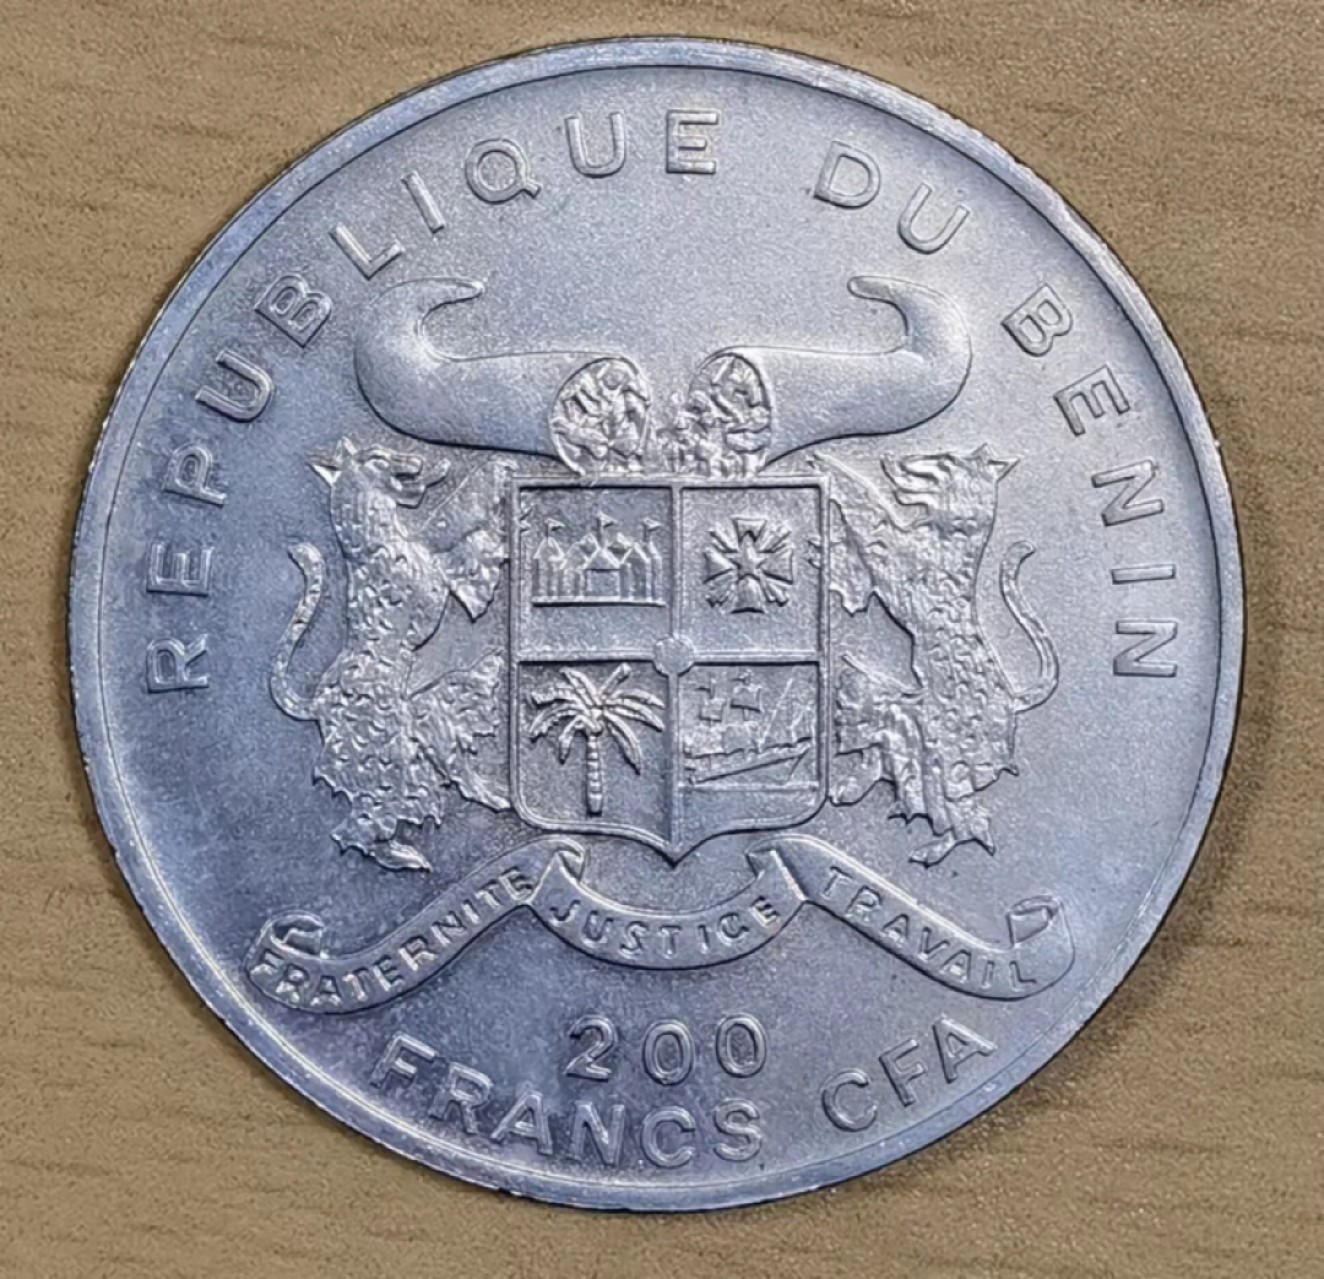 REPUBLIQUE DU BENIN
FRATERNITE JUSTICE TRAVAIL
200
FRANCS CFA